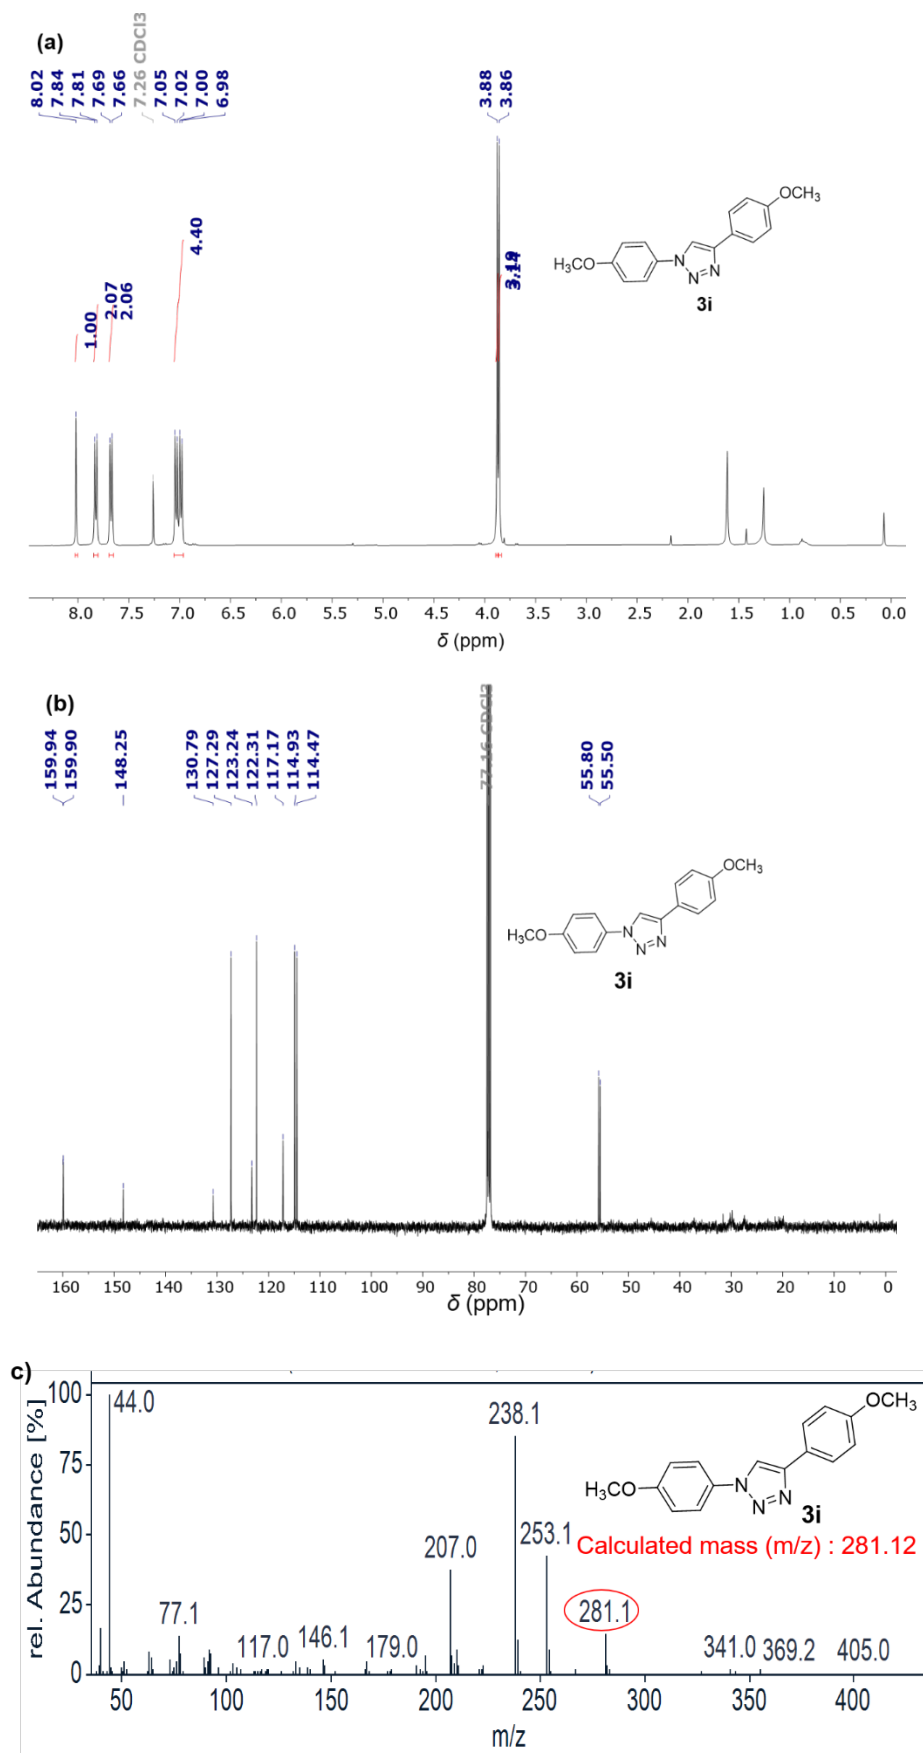 (a)
8.02
7.84
7.81
7.69
7.66
7.26 CDCl3
7.05
7.02
7.00
6.98
3.88
3.86
1.00
2.07
2.06
4.40
3.14
OCH₃
H₃CO
N
N=N
3i
8.0 7.5 7.0 6.5 6.0 5.5 5.0 4.5 4.0 3.5 3.0 2.5 2.0 1.5 1.0 0.5 0.0
δ (ppm)
(b)
159.94
159.90
148.25
130.79
127.29
123.24
122.31
117.17
114.93
114.47
77.16 CDCl3
55.80
55.50
OCH₃
H₃CO
N
N=N
3i
160 150 140 130 120 110 100 90 80 70 60 50 40 30 20 10 0
δ (ppm)
c)
rel. Abundance [%]
100
75
50
25
0
44.0
77.1
117.0
146.1
179.0
207.0
238.1
253.1
281.1
341.0
369.2
405.0
OCH₃
H₃CO
N
N=N
3i
Calculated mass (m/z) : 281.12
50 100 150 200 250 300 350 400
m/z